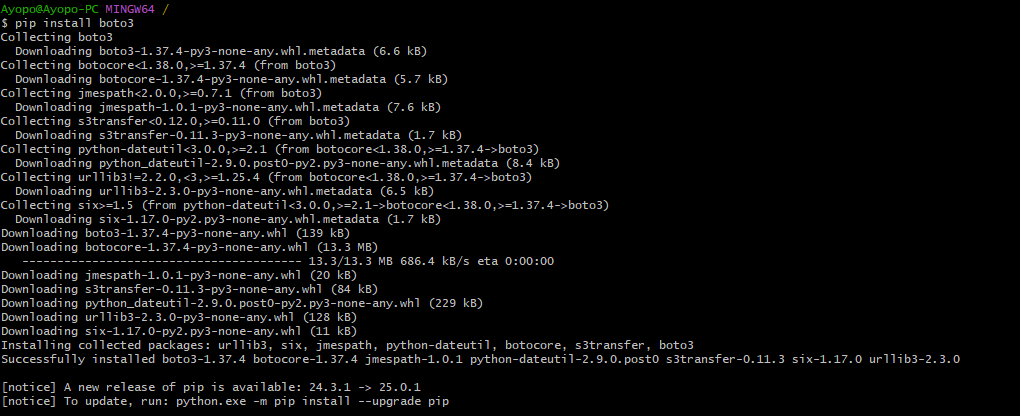 Ayopo@Ayopo-PC MINGW64 /
$ pip install boto3
Collecting boto3
  Downloading boto3-1.37.4-py3-none-any.whl.metadata (6.6 kB)
Collecting botocore<1.38.0,>=1.37.4 (from boto3)
  Downloading botocore-1.37.4-py3-none-any.whl.metadata (5.7 kB)
Collecting jmespath<2.0.0,>=0.7.1 (from boto3)
  Downloading jmespath-1.0.1-py3-none-any.whl.metadata (7.6 kB)
Collecting s3transfer<0.12.0,>=0.11.0 (from boto3)
  Downloading s3transfer-0.11.3-py3-none-any.whl.metadata (1.7 kB)
Collecting python-dateutil<3.0.0,>=2.1 (from botocore<1.38.0,>=1.37.4->boto3)
  Downloading python_dateutil-2.9.0.post0-py2.py3-none-any.whl.metadata (8.4 kB)
Collecting urllib3!=2.2.0,<3,>=1.25.4 (from botocore<1.38.0,>=1.37.4->boto3)
  Downloading urllib3-2.3.0-py3-none-any.whl.metadata (6.5 kB)
Collecting six>=1.5 (from python-dateutil<3.0.0,>=2.1->botocore<1.38.0,>=1.37.4->boto3)
  Downloading six-1.17.0-py2.py3-none-any.whl.metadata (1.7 kB)
Downloading boto3-1.37.4-py3-none-any.whl (139 kB)
Downloading botocore-1.37.4-py3-none-any.whl (13.3 MB)
   ---------------------------------------- 13.3/13.3 MB 686.4 kB/s eta 0:00:00
Downloading jmespath-1.0.1-py3-none-any.whl (20 kB)
Downloading s3transfer-0.11.3-py3-none-any.whl (84 kB)
Downloading python_dateutil-2.9.0.post0-py2.py3-none-any.whl (229 kB)
Downloading urllib3-2.3.0-py3-none-any.whl (128 kB)
Downloading six-1.17.0-py2.py3-none-any.whl (11 kB)
Installing collected packages: urllib3, six, jmespath, python-dateutil, botocore, s3transfer, boto3
Successfully installed boto3-1.37.4 botocore-1.37.4 jmespath-1.0.1 python-dateutil-2.9.0.post0 s3transfer-0.11.3 six-1.17.0 urllib3-2.3.0

[notice] A new release of pip is available: 24.3.1 -> 25.0.1
[notice] To update, run: python.exe -m pip install --upgrade pip